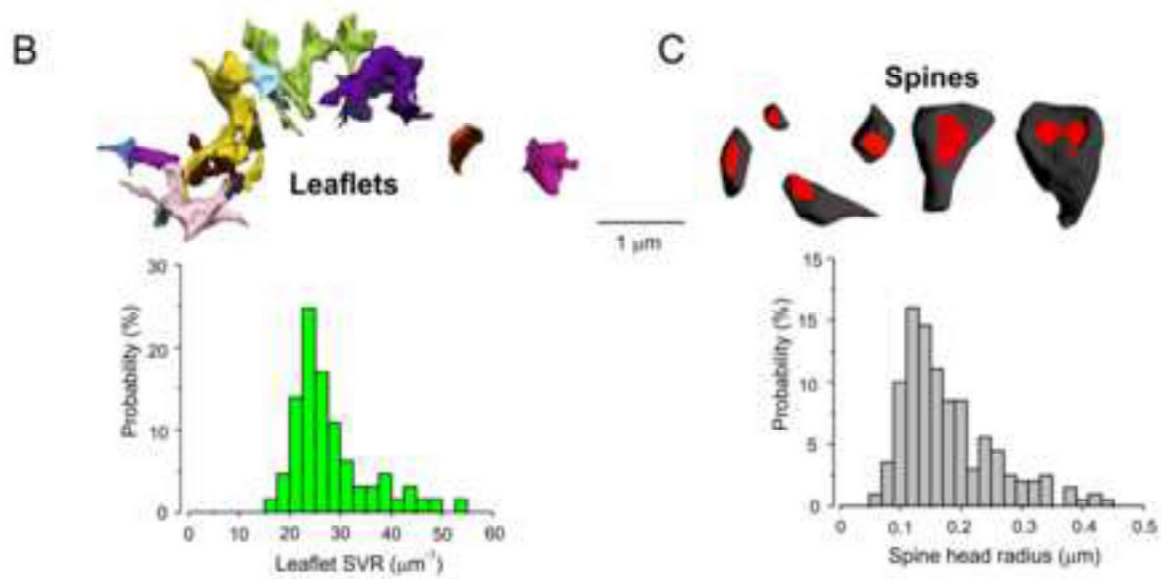 B
Leaflets
1 μm
30
20
10
0
Probability (%)
0 10 20 30 40 50 60
Leaflet SVR (μm⁻¹)
C
Spines
15
15
10
5
0
Probability (%)
0 0.1 0.2 0.3 0.4 0.5
Spine head radius (μm)